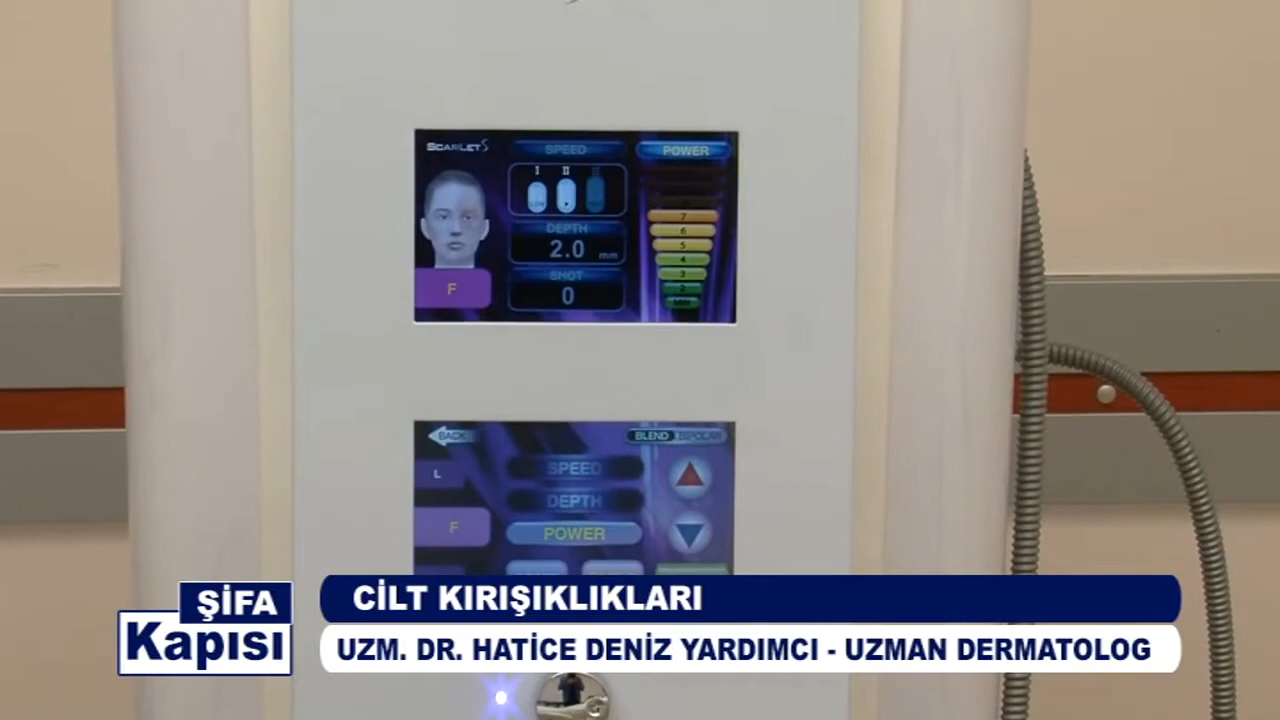 SCARLET S
SPEED
POWER
I II
LOW
7
6
DEPTH
5
2.0 mm
4
SHOT
3
F
0
2
MIN
BACK
BLEND BIPOLAR
L
SPEED
DEPTH
F
POWER
ŞİFA
Kapısı
CİLT KIRIŞIKLIKLARI
UZM. DR. HATİCE DENİZ YARDIMCI - UZMAN DERMATOLOG